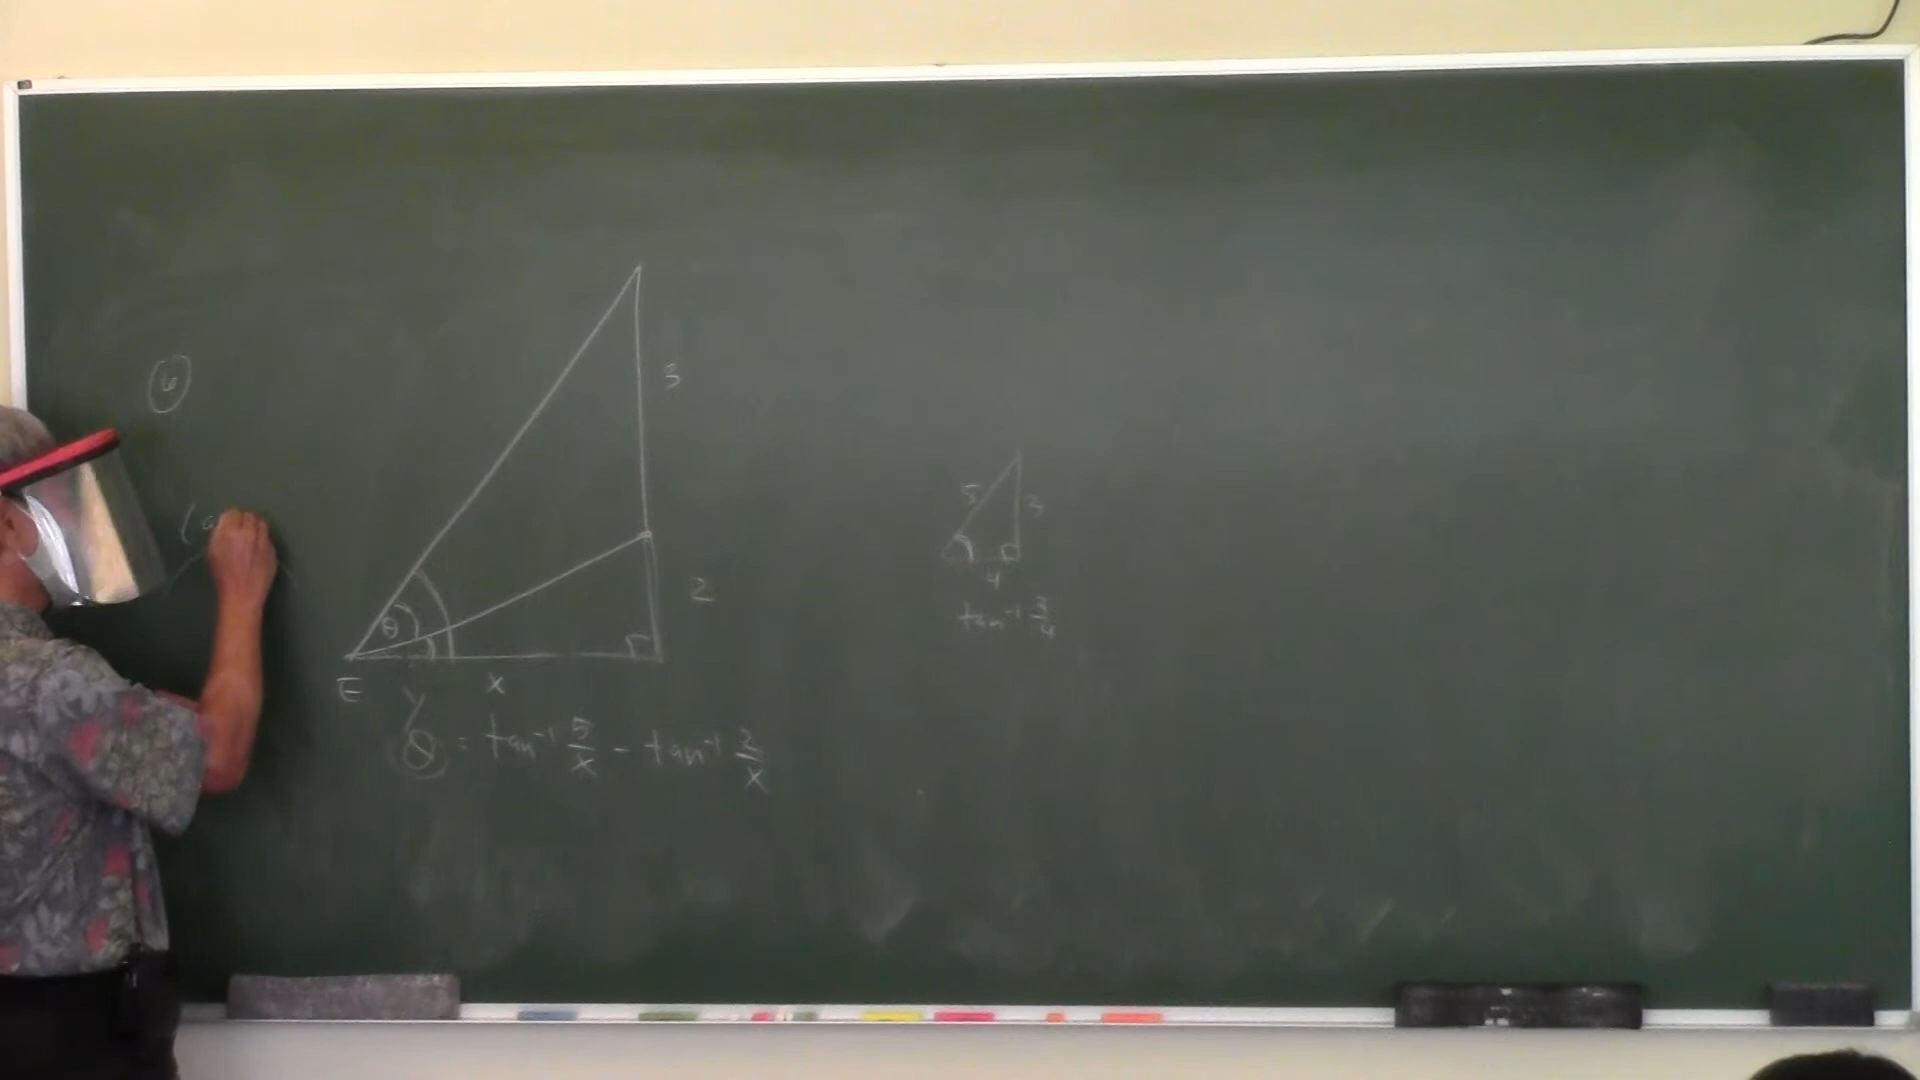 6
3
2
θ
E
x
y
θ = tan⁻¹ 5/x - tan⁻¹ 2/x
5
3
4
tan⁻¹ 3/4